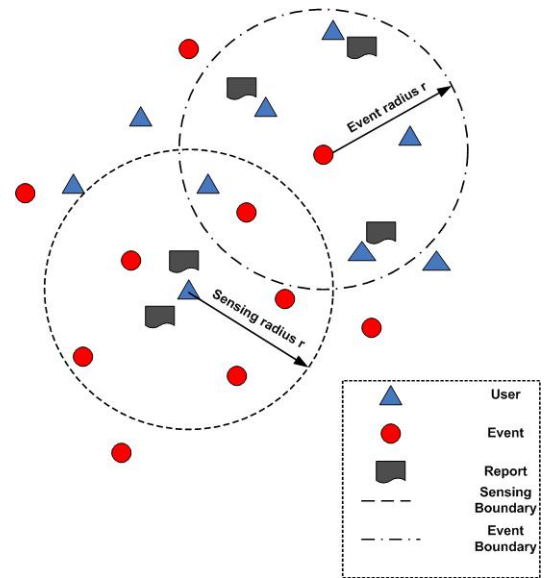 Event radius r
Sensing radius r
User
Event
Report
Sensing
Boundary
Event
Boundary